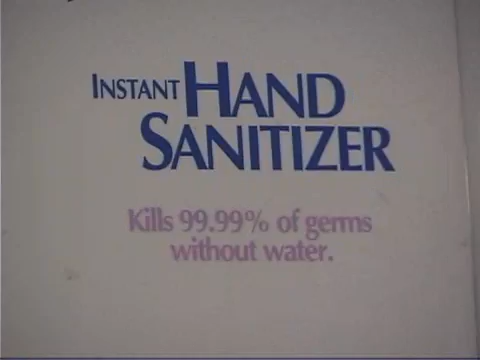 INSTANT HAND
SANITIZER
Kills 99.99% of germs
without water.